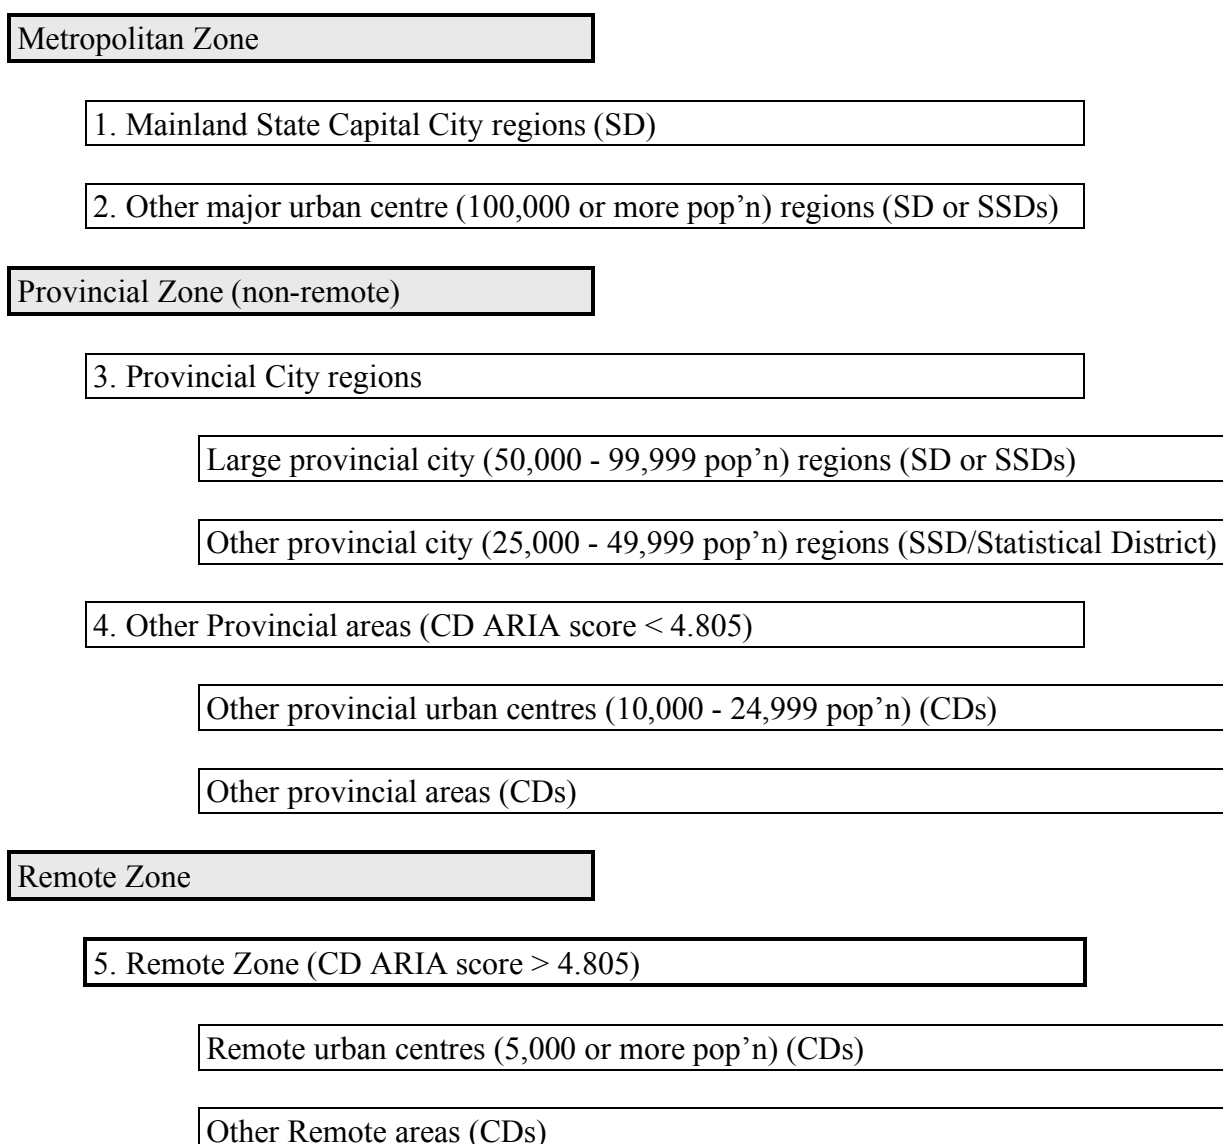 Metropolitan Zone
1. Mainland State Capital City regions (SD)
2. Other major urban centre (100,000 or more pop’n) regions (SD or SSDs)
Provincial Zone (non-remote)
3. Provincial City regions
Large provincial city (50,000 - 99,999 pop’n) regions (SD or SSDs)
Other provincial city (25,000 - 49,999 pop’n) regions (SSD/Statistical District)
4. Other Provincial areas (CD ARIA score < 4.805)
Other provincial urban centres (10,000 - 24,999 pop’n) (CDs)
Other provincial areas (CDs)
Remote Zone
5. Remote Zone (CD ARIA score > 4.805)
Remote urban centres (5,000 or more pop’n) (CDs)
Other Remote areas (CDs)